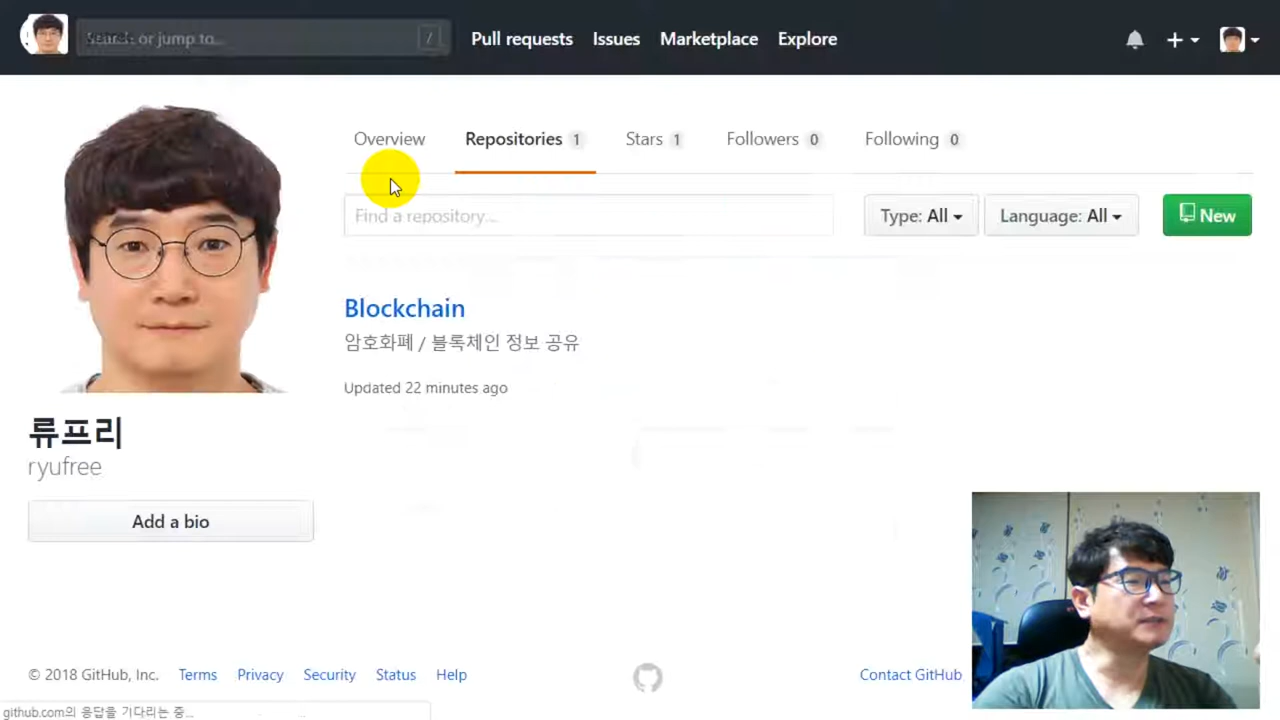 Search or jump to...
/
Pull requests Issues Marketplace Explore
Overview Repositories 1 Stars 1 Followers 0 Following 0
Find a repository... Type: All Language: All New
Blockchain
암호화폐 / 블록체인 정보 공유
Updated 22 minutes ago
류프리
ryufree
Add a bio
© 2018 GitHub, Inc. Terms Privacy Security Status Help Contact GitHub
github.com의 응답을 기다리는 중...